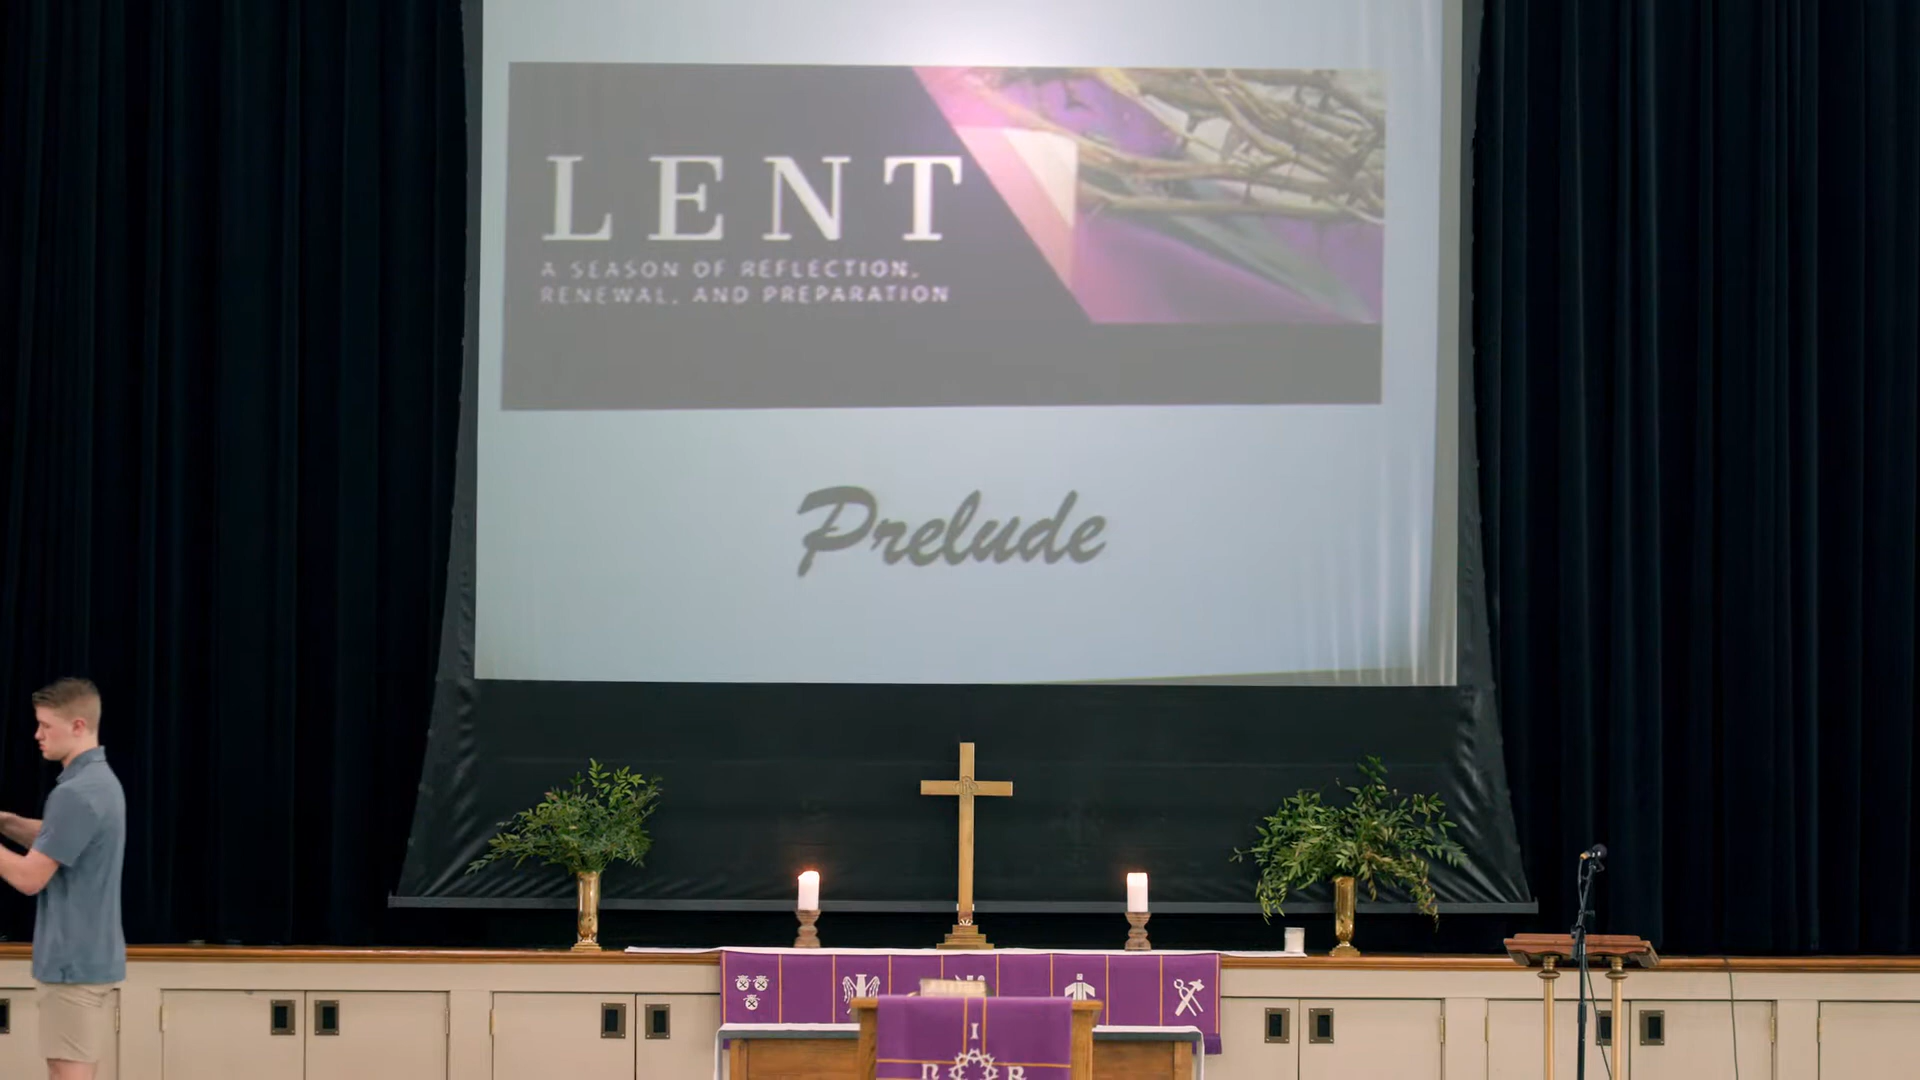 LENT
A SEASON OF REFLECTION,
RENEWAL, AND PREPARATION
Prelude
I
N R